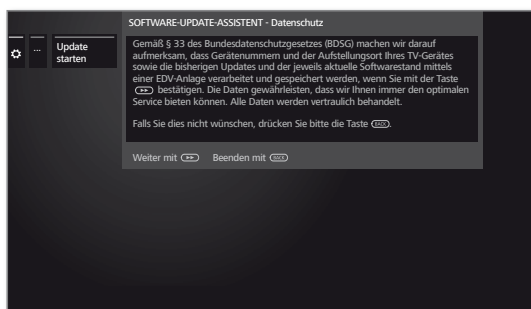 SOFTWARE-UPDATE-ASSISTENT - Datenschutz
...
Update
starten
Gemäß § 33 des Bundesdatenschutzgesetzes (BDSG) machen wir darauf
aufmerksam, dass Gerätenummern und der Aufstellungsort Ihres TV-Gerätes
sowie die bisherigen Updates und der jeweils aktuelle Softwarestand mittels
einer EDV-Anlage verarbeitet und gespeichert werden, wenn Sie mit der Taste
bestätigen. Die Daten gewährleisten, dass wir Ihnen immer den optimalen
Service bieten können. Alle Daten werden vertraulich behandelt.
Falls Sie dies nicht wünschen, drücken Sie bitte die Taste BACK.
Weiter mit Beenden mit BACK